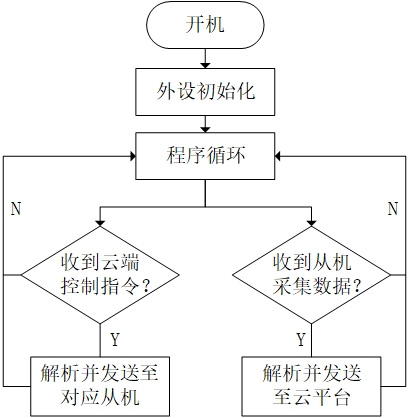 开机
外设初始化
程序循环
N
N
收到云端
控制指令？
收到从机
采集数据？
Y
Y
解析并发送至
对应从机
解析并发送
至云平台